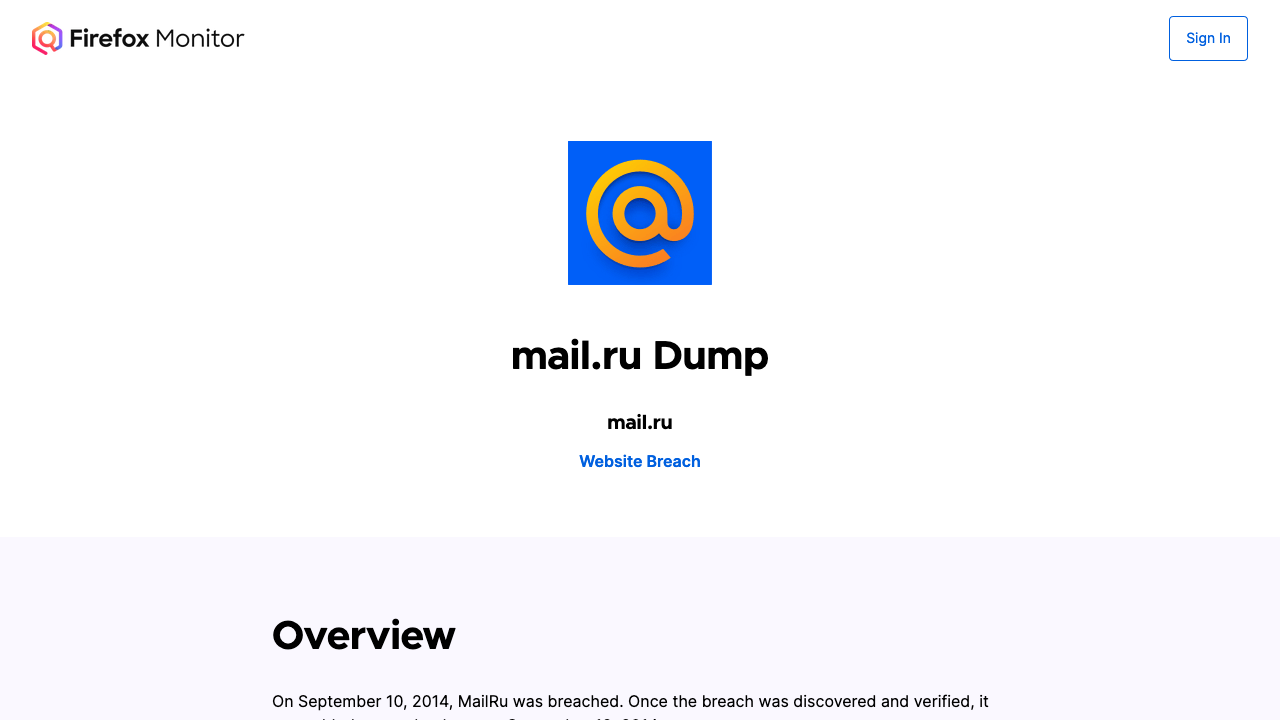 Firefox Monitor
Sign In
mail.ru Dump
mail.ru
Website Breach
Overview
On September 10, 2014, MailRu was breached. Once the breach was discovered and verified, it